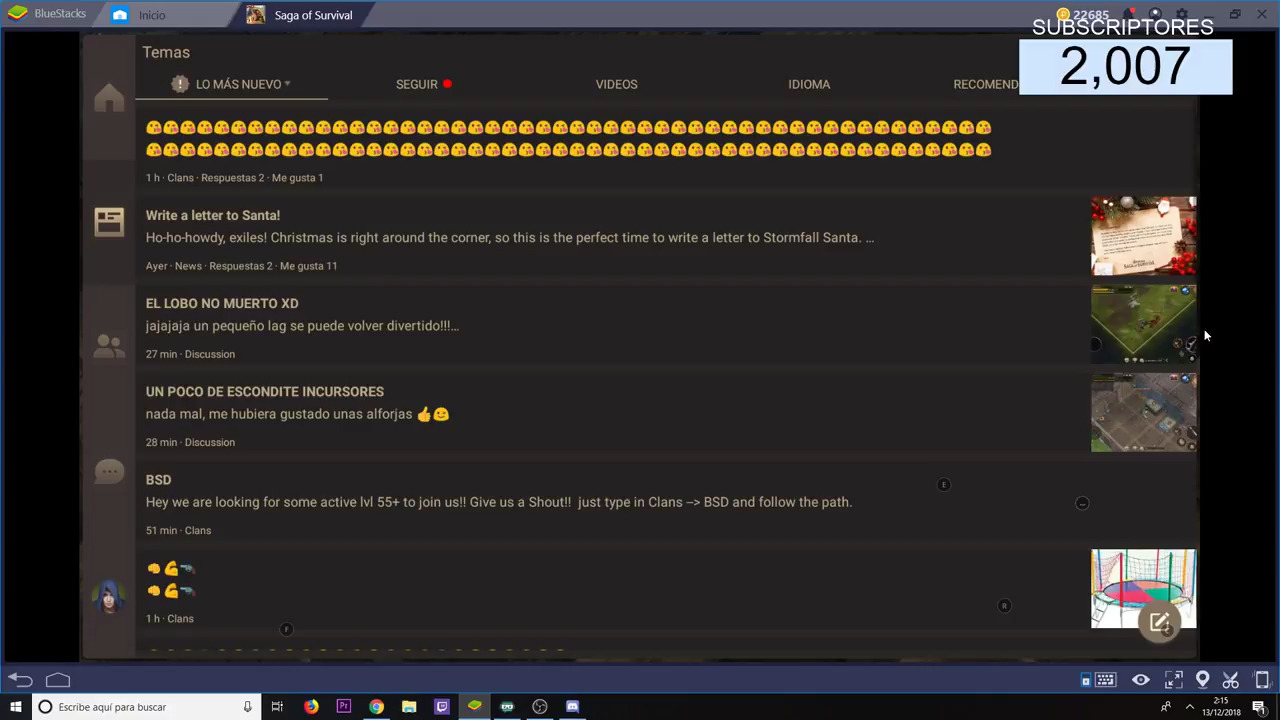 BlueStacks
Inicio
Saga of Survival
22685
SUBSCRIPTORES
2,007
Temas
LO MÁS NUEVO
SEGUIR
VIDEOS
IDIOMA
RECOMEND
1 h · Clans · Respuestas 2 · Me gusta 1
Write a letter to Santa!
Ho-ho-howdy, exiles! Christmas is right around the corner, so this is the perfect time to write a letter to Stormfall Santa. ...
Ayer · News · Respuestas 2 · Me gusta 11
EL LOBO NO MUERTO XD
jajajaja un pequeño lag se puede volver divertido!!!...
27 min · Discussion
UN POCO DE ESCONDITE INCURSORES
nada mal, me hubiera gustado unas alforjas 👍🙂
28 min · Discussion
BSD
Hey we are looking for some active lvl 55+ to join us!! Give us a Shout!! just type in Clans --> BSD and follow the path.
E
51 min · Clans
👊💪🔫
👊💪🔫
R
1 h · Clans
F
Escribe aquí para buscar
2:15
13/12/2018